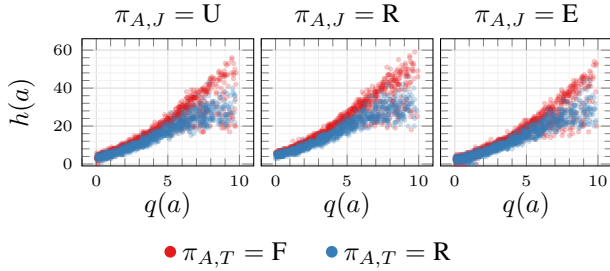 π_{A,J} = U π_{A,J} = R π_{A,J} = E
60
40
20
0
h(a)
0 5 10 0 5 10 0 5 10
q(a) q(a) q(a)
π_{A,T} = F π_{A,T} = R